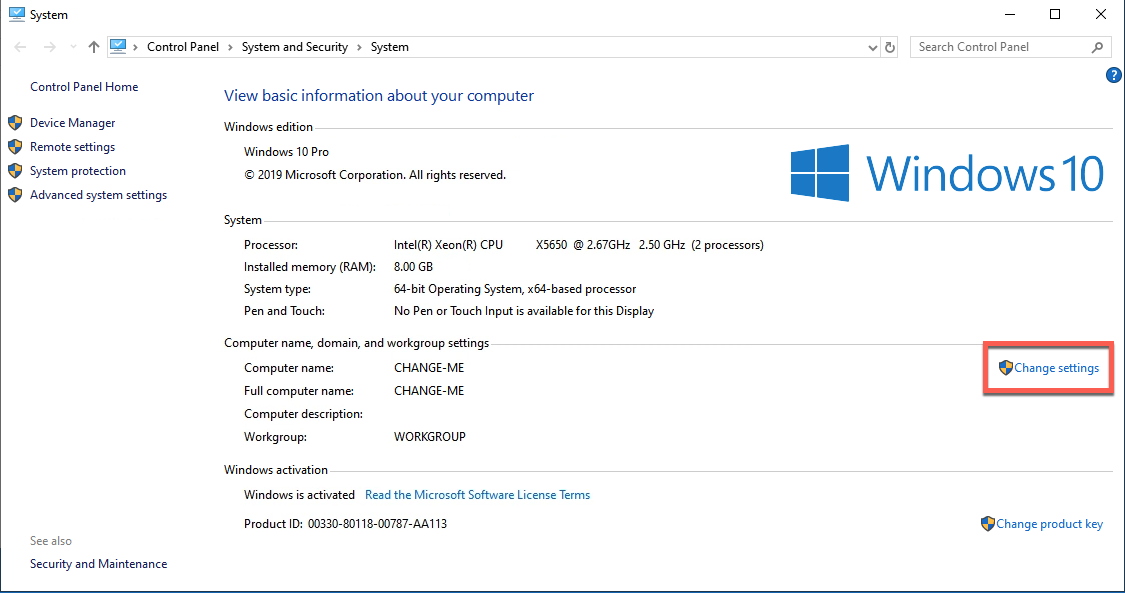 System
Control Panel > System and Security > System
Search Control Panel
?
Control Panel Home
Device Manager
Remote settings
System protection
Advanced system settings
View basic information about your computer
Windows edition
Windows 10 Pro
© 2019 Microsoft Corporation. All rights reserved.
Windows 10
System
Processor: Intel(R) Xeon(R) CPU X5650 @ 2.67GHz 2.50 GHz (2 processors)
Installed memory (RAM): 8.00 GB
System type: 64-bit Operating System, x64-based processor
Pen and Touch: No Pen or Touch Input is available for this Display
Computer name, domain, and workgroup settings
Computer name: CHANGE-ME
Change settings
Full computer name: CHANGE-ME
Computer description:
Workgroup: WORKGROUP
Windows activation
Windows is activated Read the Microsoft Software License Terms
Product ID: 00330-80118-00787-AA113
Change product key
See also
Security and Maintenance